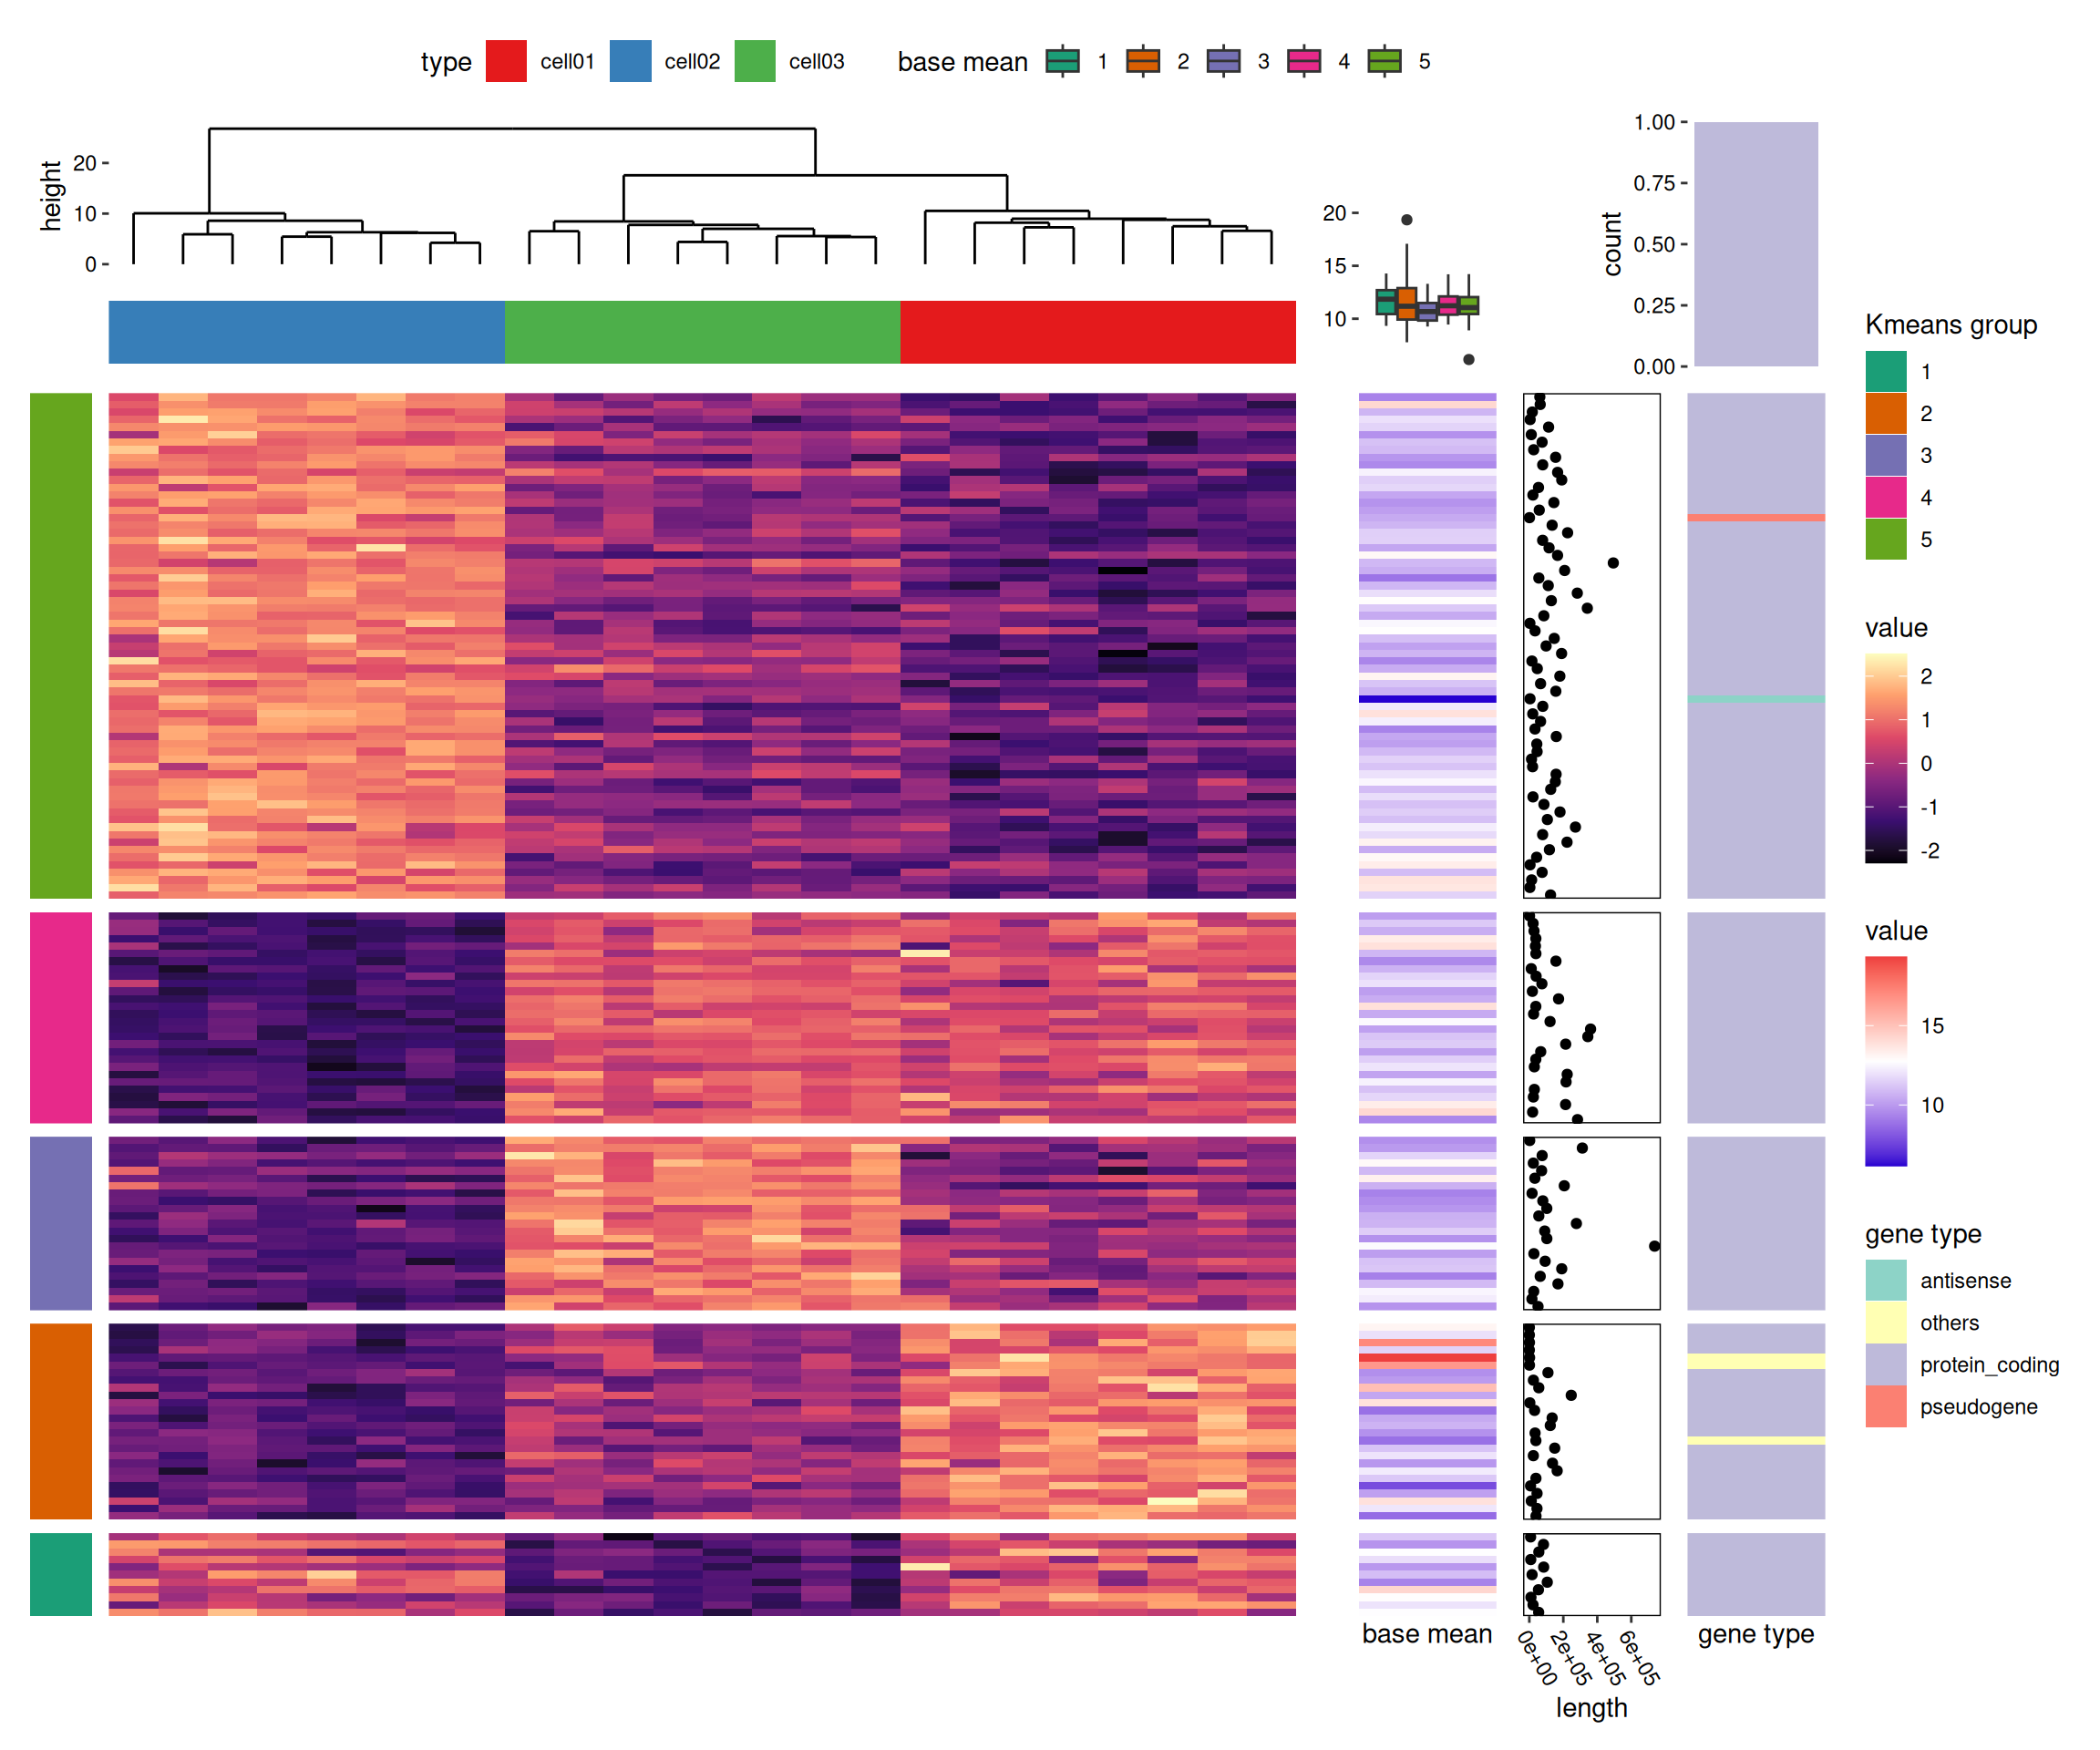 type cell01 cell02 cell03 base mean 1 2 3 4 5
height
20
10
0
20
15
10
count
1.00
0.75
0.50
0.25
0.00
Kmeans group
1
2
3
4
5
value
2
1
0
-1
-2
value
15
10
gene type
antisense
others
protein_coding
pseudogene
base mean
0e+00 2e+05 4e+05 6e+05
length
gene type